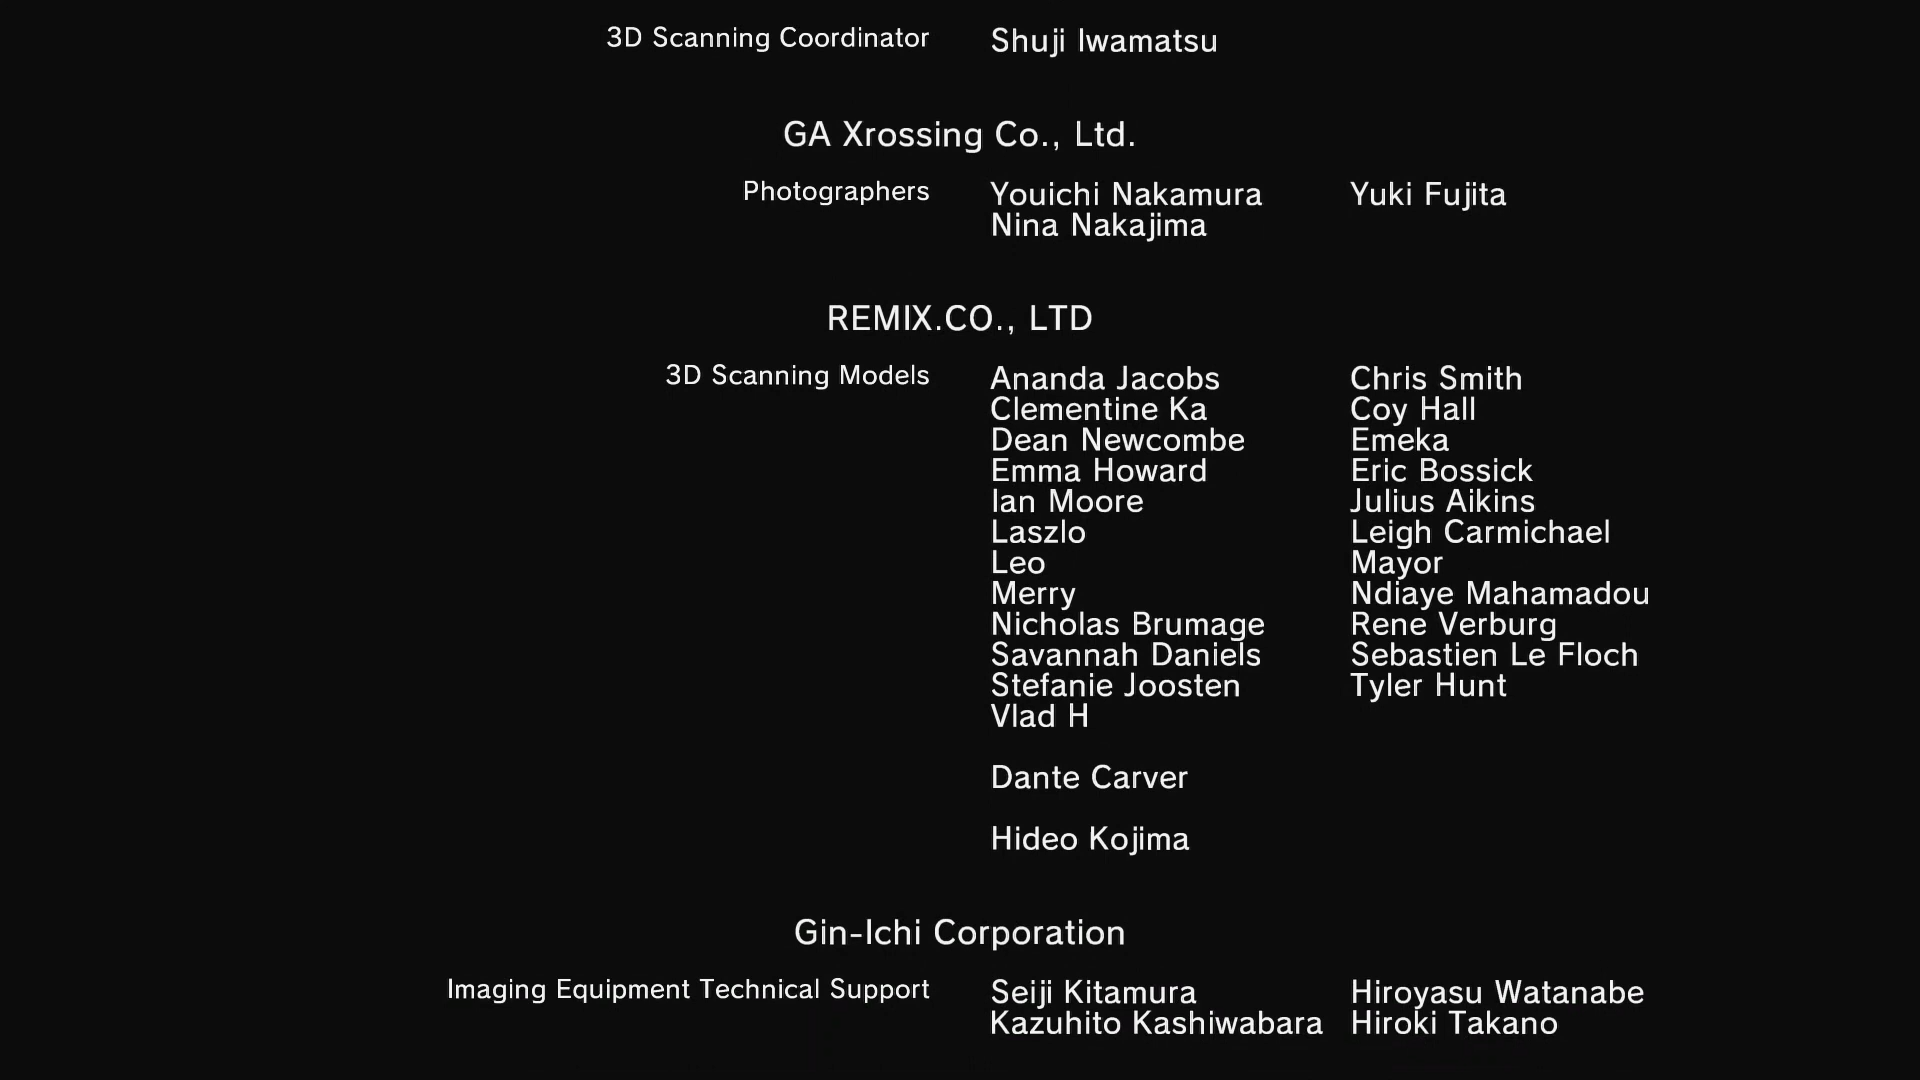 3D Scanning Coordinator Shuji Iwamatsu
GA Xrossing Co., Ltd.
Photographers Youichi Nakamura Yuki Fujita
Nina Nakajima
REMIX.CO., LTD
3D Scanning Models Ananda Jacobs Chris Smith
Clementine Ka Coy Hall
Dean Newcombe Emeka
Emma Howard Eric Bossick
Ian Moore Julius Aikins
Laszlo Leigh Carmichael
Leo Mayor
Merry Ndiaye Mahamadou
Nicholas Brumage Rene Verburg
Savannah Daniels Sebastien Le Floch
Stefanie Joosten Tyler Hunt
Vlad H
Dante Carver
Hideo Kojima
Gin-Ichi Corporation
Imaging Equipment Technical Support Seiji Kitamura Hiroyasu Watanabe
Kazuhito Kashiwabara Hiroki Takano